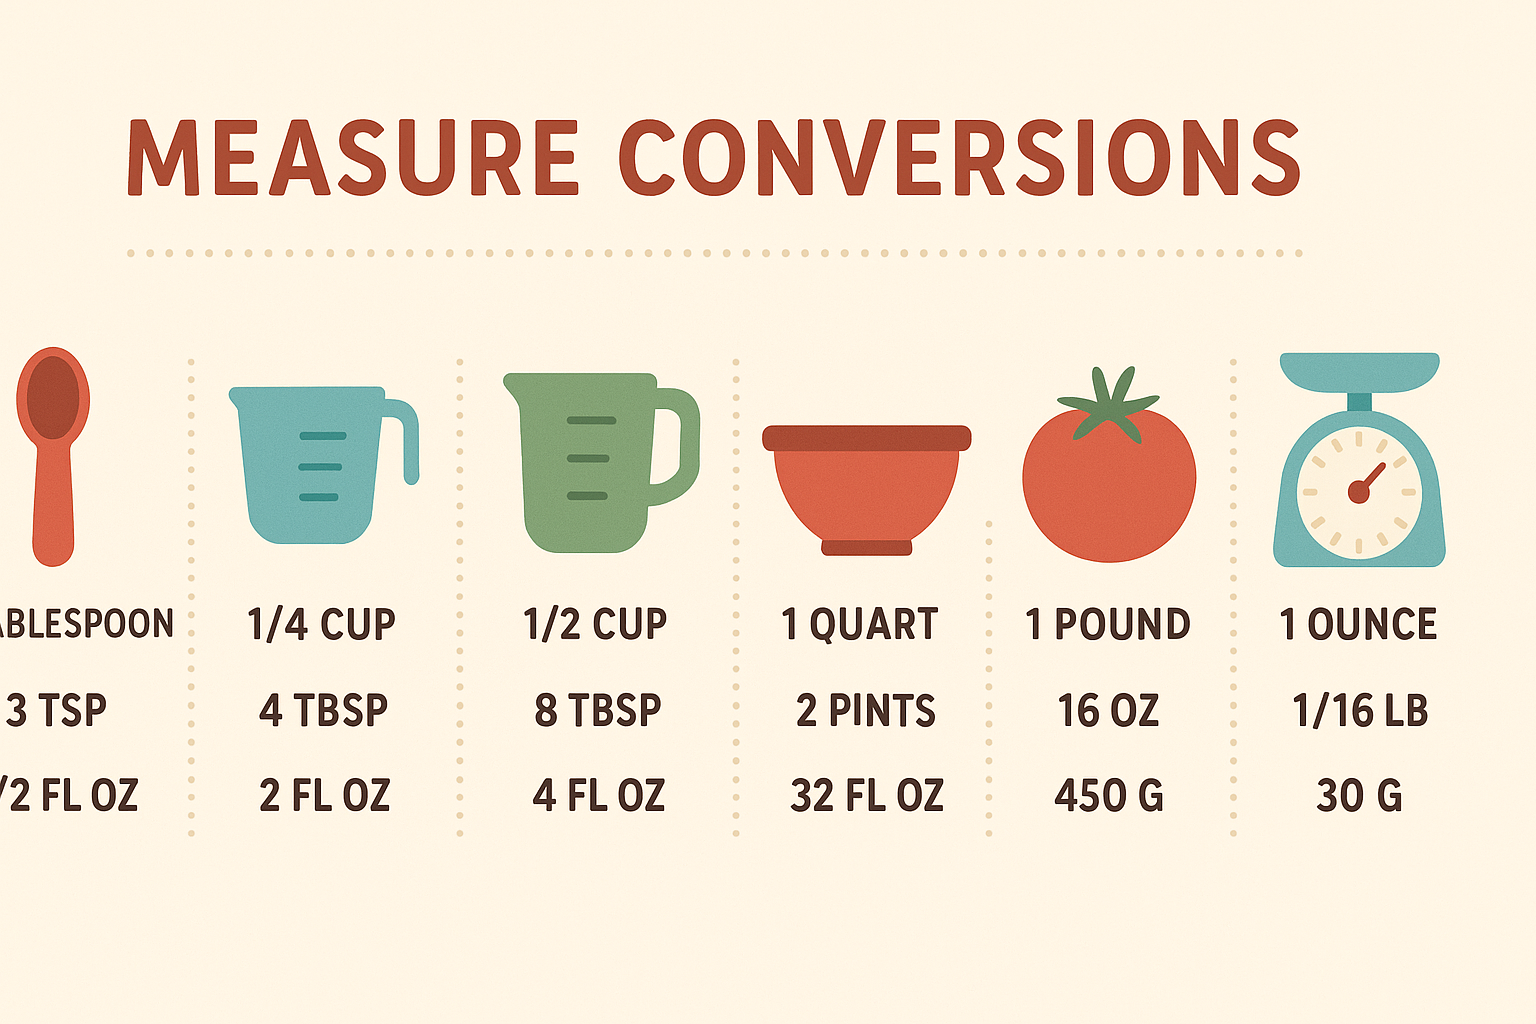 MEASURE CONVERSIONS
ABLESPOON
3 TSP
/2 FL OZ
1/4 CUP
4 TBSP
2 FL OZ
1/2 CUP
8 TBSP
4 FL OZ
1 QUART
2 PINTS
32 FL OZ
1 POUND
16 OZ
450 G
1 OUNCE
1/16 LB
30 G